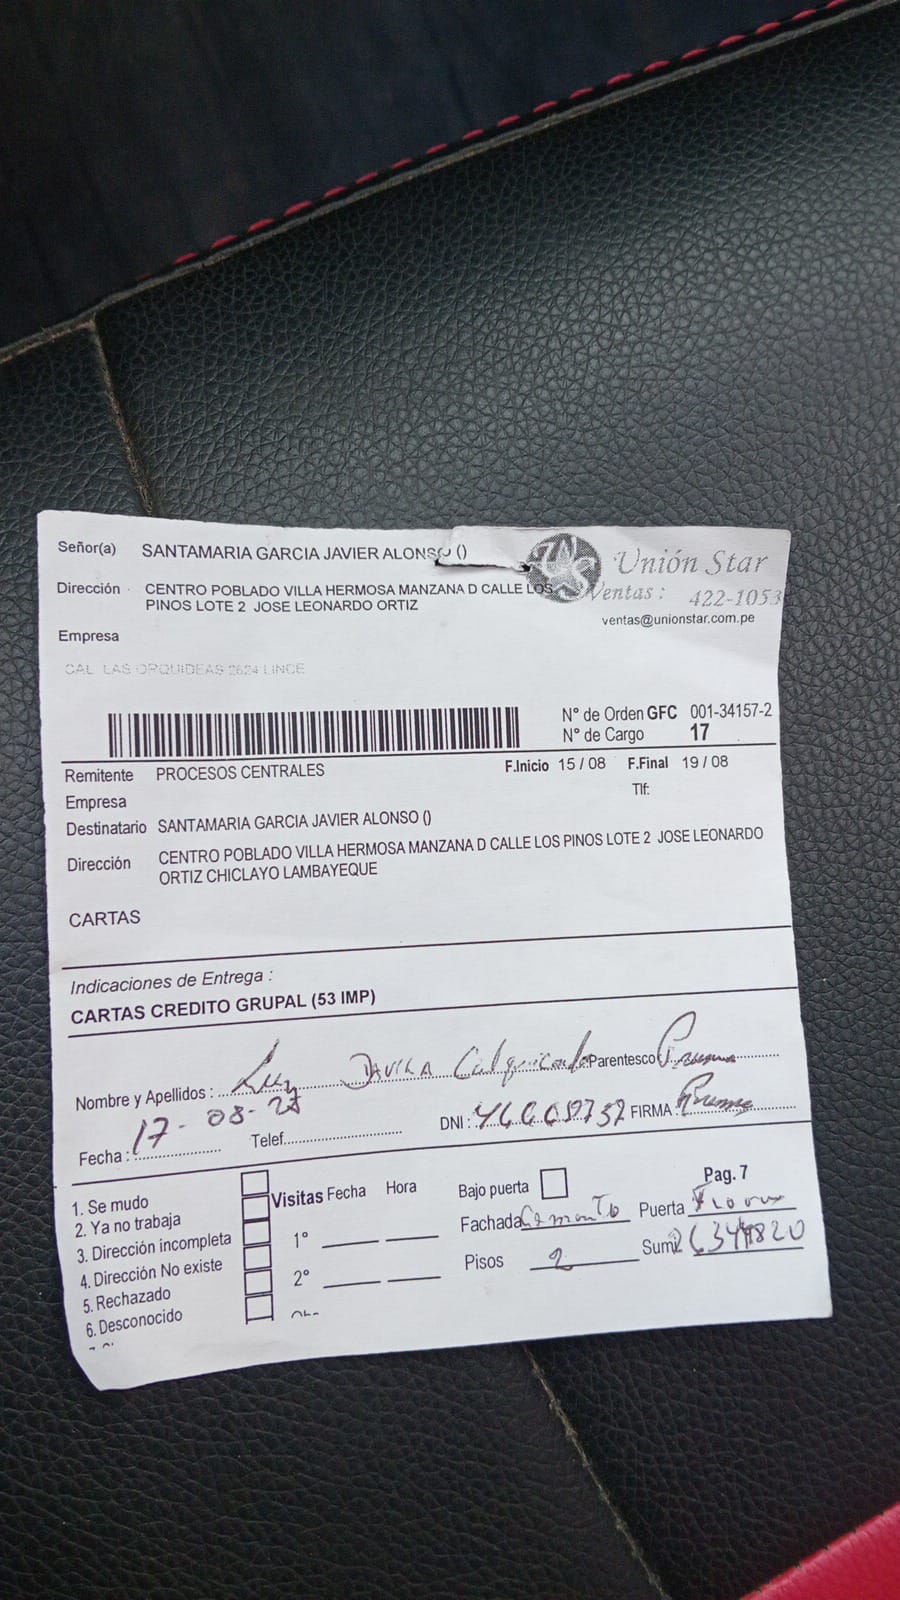 Señor(a) SANTAMARIA GARCIA JAVIER ALONSO ()
Unión Star
Dirección CENTRO POBLADO VILLA HERMOSA MANZANA D CALLE LOS
Ventas : 422-1053
PINOS LOTE 2 JOSE LEONARDO ORTIZ
ventas@unionstar.com.pe
Empresa
CAL LAS ORQUIDEAS 2624 LINCE
N° de Orden GFC 001-34157-2
N° de Cargo 17
Remitente PROCESOS CENTRALES F.Inicio 15 / 08 F.Final 19 / 08
Empresa Tlf:
Destinatario SANTAMARIA GARCIA JAVIER ALONSO ()
Dirección CENTRO POBLADO VILLA HERMOSA MANZANA D CALLE LOS PINOS LOTE 2 JOSE LEONARDO
ORTIZ CHICLAYO LAMBAYEQUE
CARTAS
Indicaciones de Entrega :
CARTAS CREDITO GRUPAL (53 IMP)
Nombre y Apellidos : Luz DAVILA Parentesco
Fecha : 17-08- Telef. DNI : FIRMA
Pag. 7
1. Se mudo
2. Ya no trabaja
3. Dirección incompleta
4. Dirección No existe
5. Rechazado
6. Desconocido
Visitas Fecha Hora
1°
2°
Bajo puerta
Fachada Cemento Puerta
Pisos 2 Sumi